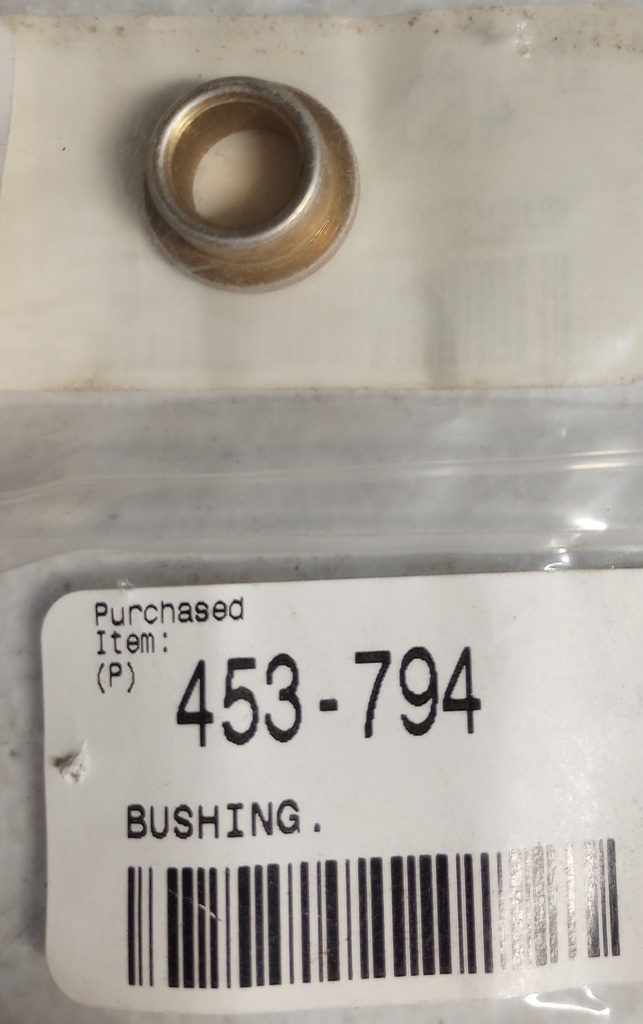 Purchased
Item:
(P)
453-794
BUSHING.